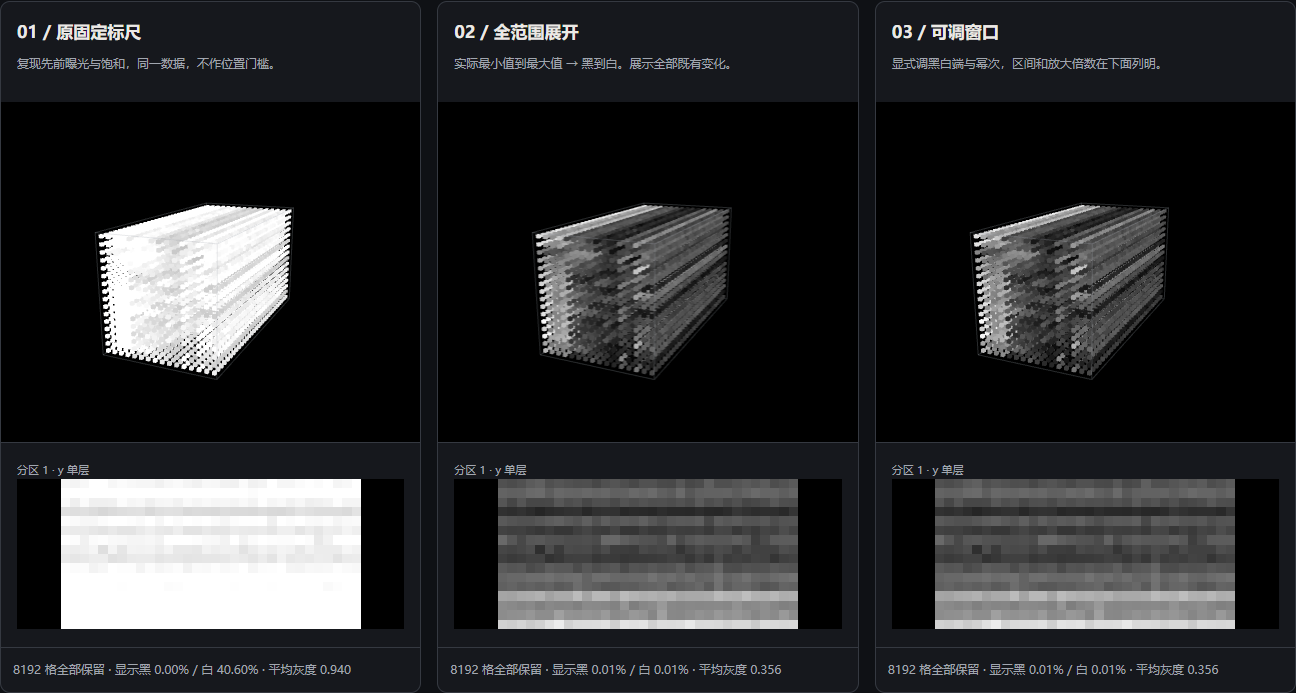 01 / 原固定标尺
复现先前曝光与饱和，同一数据，不作位置门槛。
分区 1 · y 单层
8192 格全部保留 · 显示黑 0.00% / 白 40.60% · 平均灰度 0.940
02 / 全范围展开
实际最小值到最大值 → 黑到白。展示全部既有变化。
分区 1 · y 单层
8192 格全部保留 · 显示黑 0.01% / 白 0.01% · 平均灰度 0.356
03 / 可调窗口
显式调黑白端与幂次，区间和放大倍数在下面列明。
分区 1 · y 单层
8192 格全部保留 · 显示黑 0.01% / 白 0.01% · 平均灰度 0.356